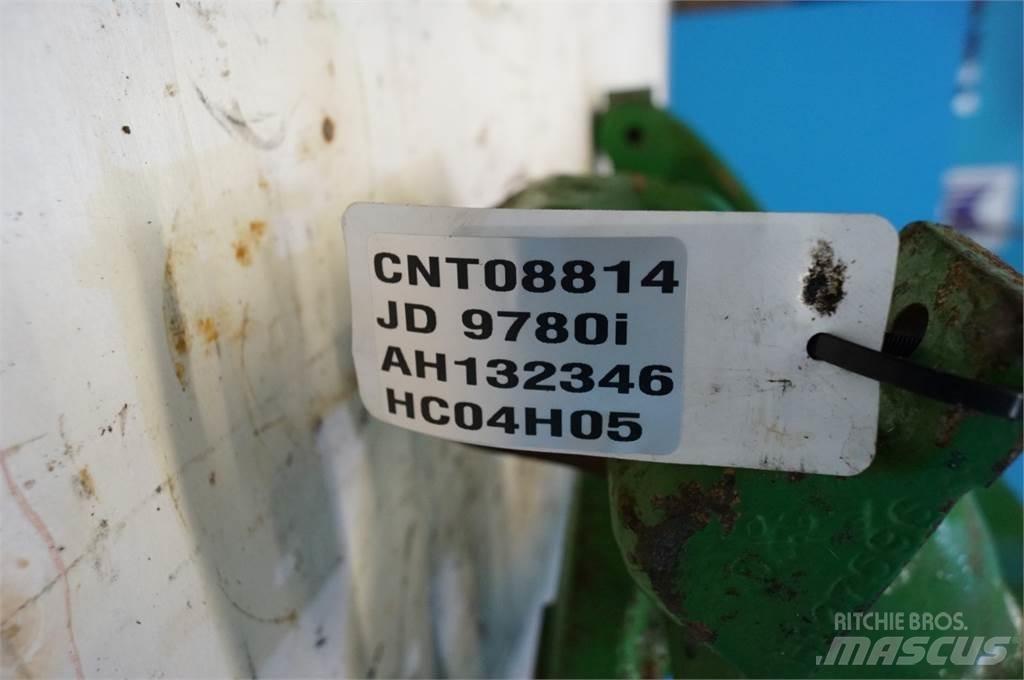 CNT08814
JD 9780i
AH132346
HC04H05
RITCHIE BROS.
MASCUS